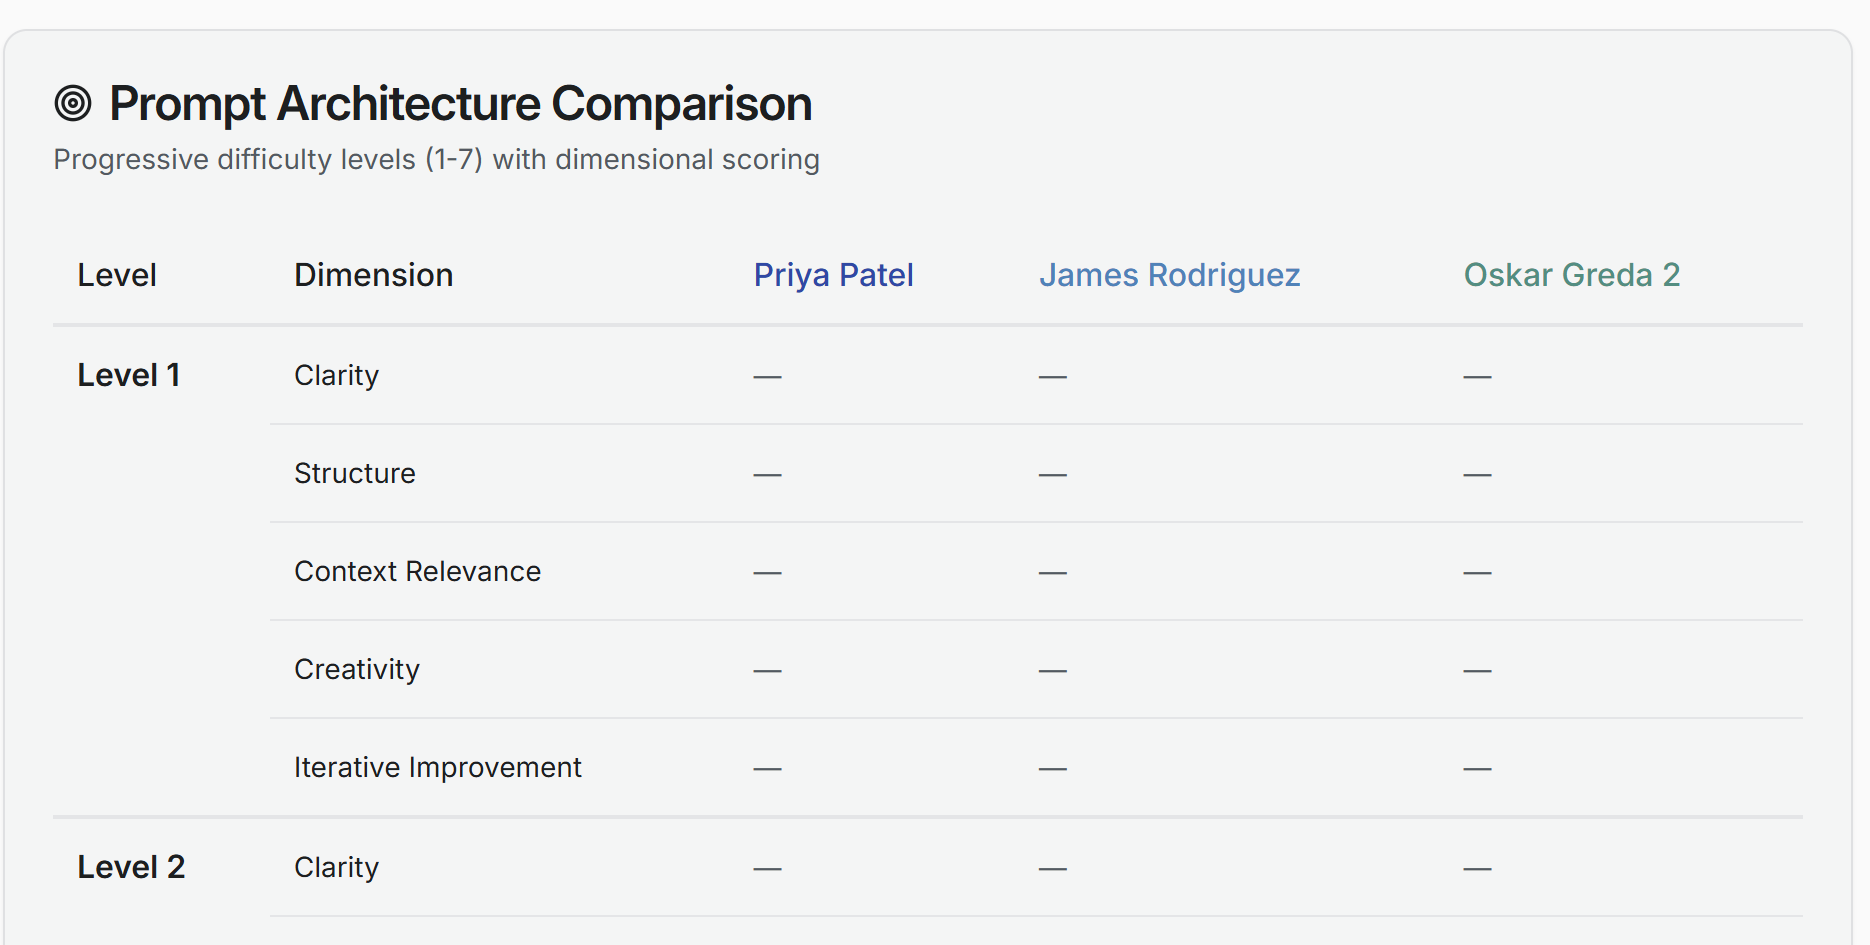 Prompt Architecture Comparison
Progressive difficulty levels (1-7) with dimensional scoring
Level Dimension Priya Patel James Rodriguez Oskar Greda 2
Level 1 Clarity — — —
Structure — — —
Context Relevance — — —
Creativity — — —
Iterative Improvement — — —
Level 2 Clarity — — —